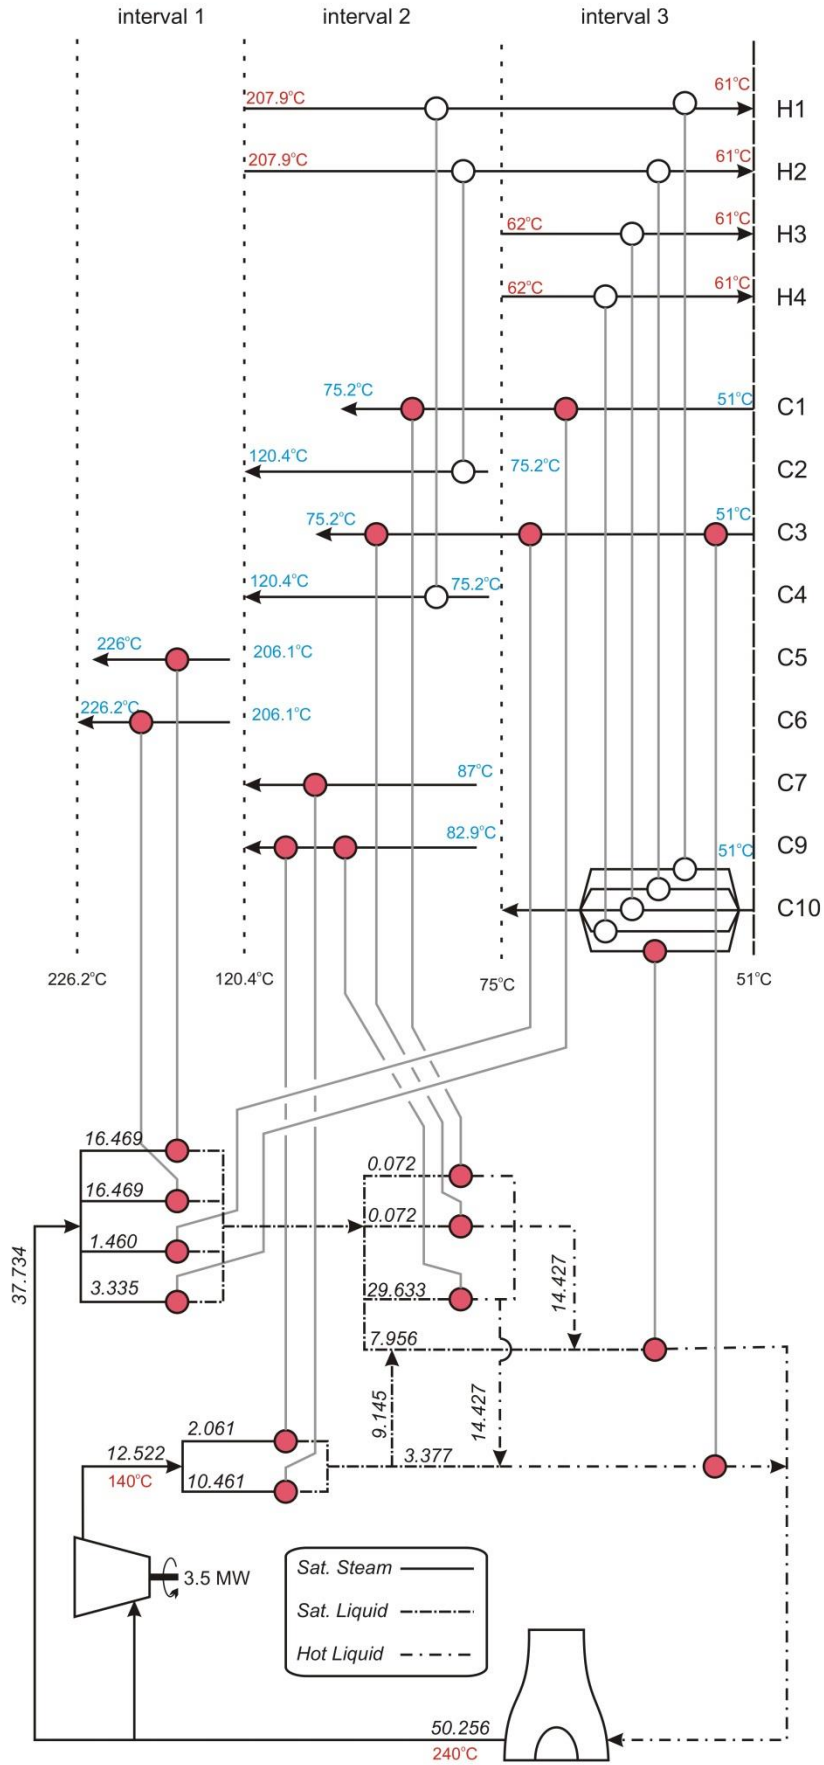 interval 1 interval 2 interval 3
61°C
207.9°C H1
207.9°C 61°C H2
62°C 61°C H3
62°C 61°C H4
75.2°C 51°C C1
120.4°C 75.2°C C2
75.2°C 51°C C3
120.4°C 75.2°C C4
226°C 206.1°C C5
226.2°C 206.1°C C6
87°C C7
82.9°C C9
51°C
C10
226.2°C 120.4°C 75°C 51°C
16.469
0.072
16.469
0.072
1.460
37.734
3.335
29.633
14.427
7.956
9.145
14.427
2.061
12.522
3.377
140°C
10.461
3.5 MW
Sat. Steam
Sat. Liquid
Hot Liquid
50.256
240°C